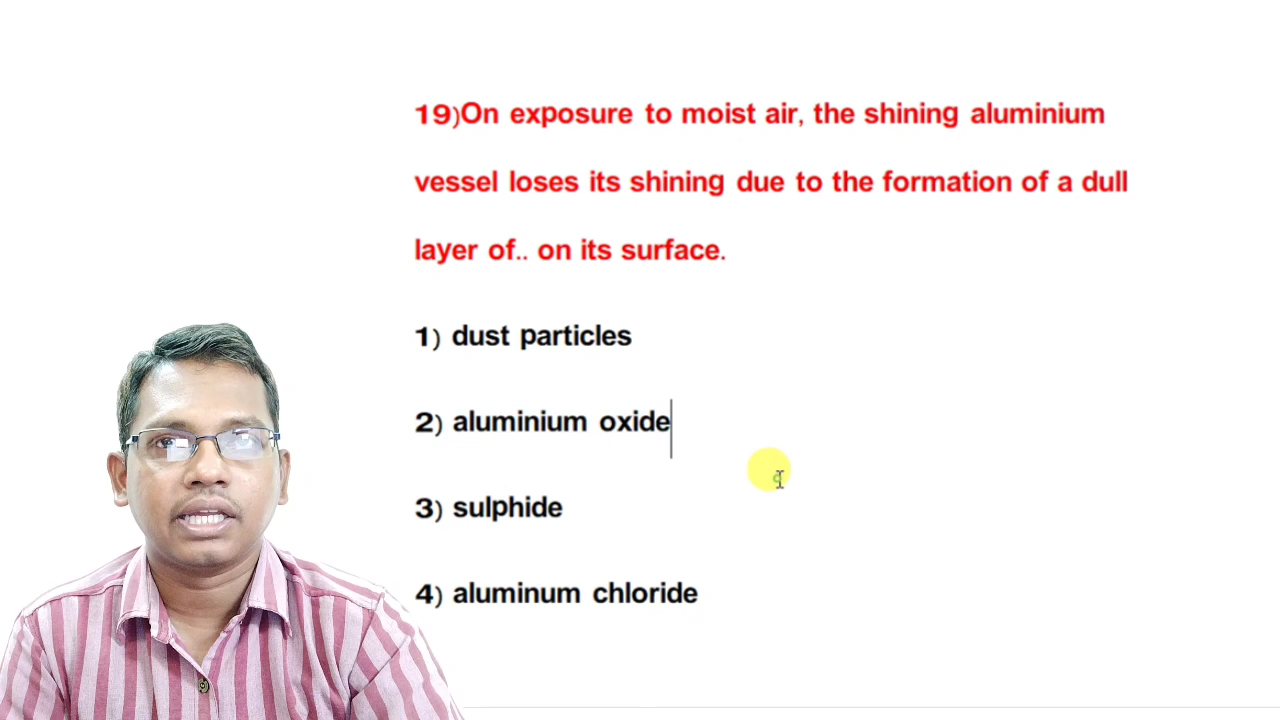 19)On exposure to moist air, the shining aluminium
vessel loses its shining due to the formation of a dull
layer of.. on its surface.
1) dust particles
2) aluminium oxide
3) sulphide
4) aluminum chloride